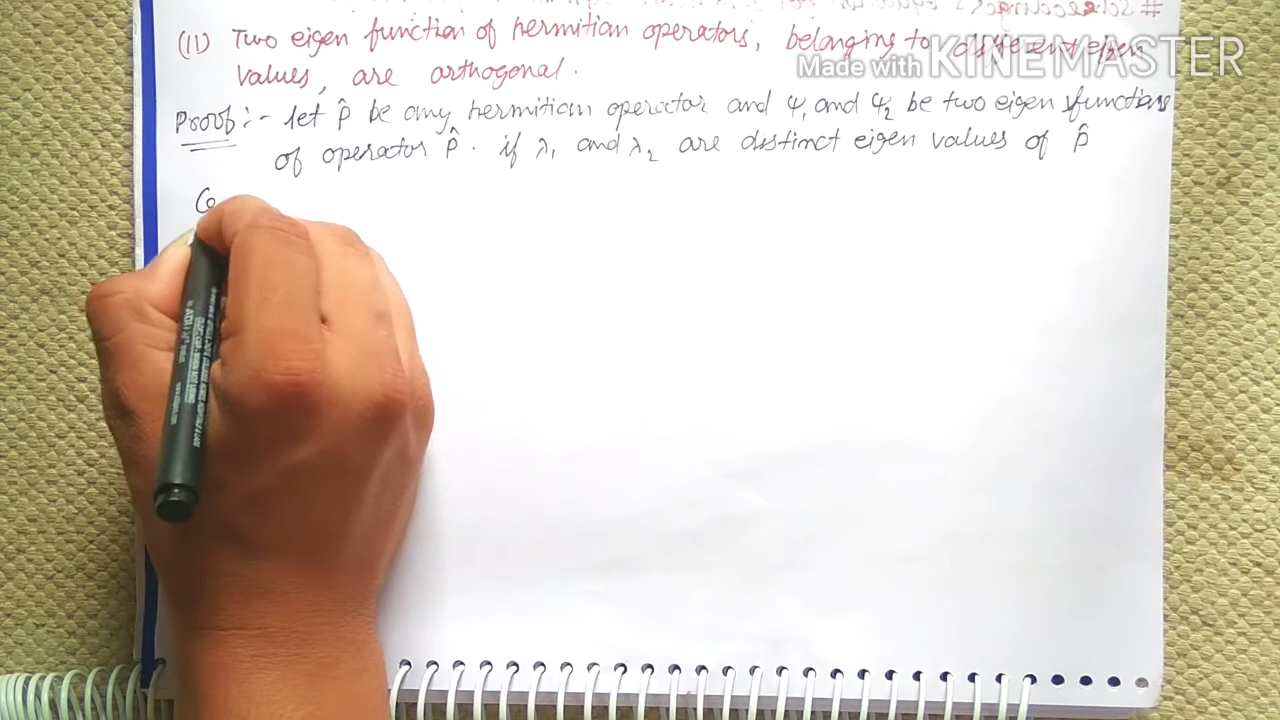 (11) Two eigen function of hermitian operators, belonging to different eigen
values, are orthogonal.
Made with KINEMASTER
Proof :- let p̂ be any hermitian operator and ψ₁ and ψ₂ be two eigen functions
of operator p̂. if λ₁ and λ₂ are distinct eigen values of p̂